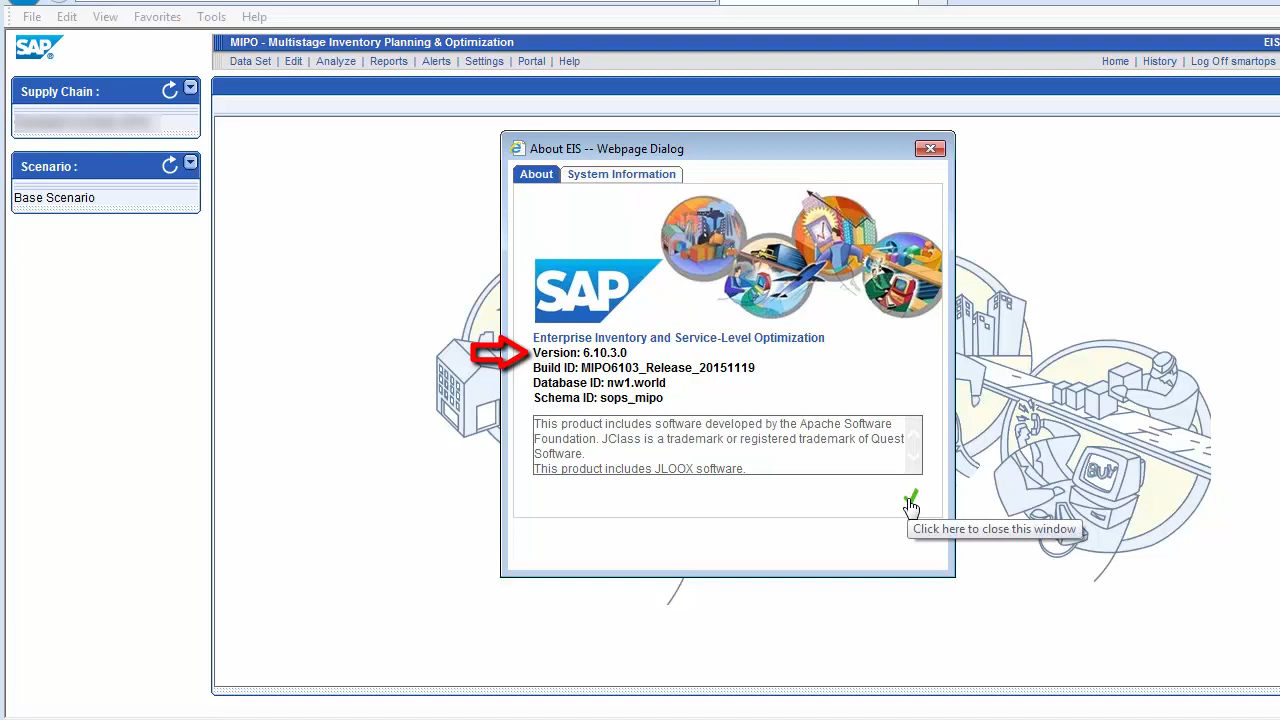 File Edit View Favorites Tools Help
SAP
MIPO - Multistage Inventory Planning & Optimization
EIS
Data Set | Edit | Analyze | Reports | Alerts | Settings | Portal | Help
Home | History | Log Off smartops
Supply Chain :
Scenario :
Base Scenario
About EIS -- Webpage Dialog
About System Information
SAP
Enterprise Inventory and Service-Level Optimization
Version: 6.10.3.0
Build ID: MIPO6103_Release_20151119
Database ID: nw1.world
Schema ID: sops_mipo
This product includes software developed by the Apache Software
Foundation. JClass is a trademark or registered trademark of Quest
Software.
This product includes JLOOX software.
Click here to close this window
BUY